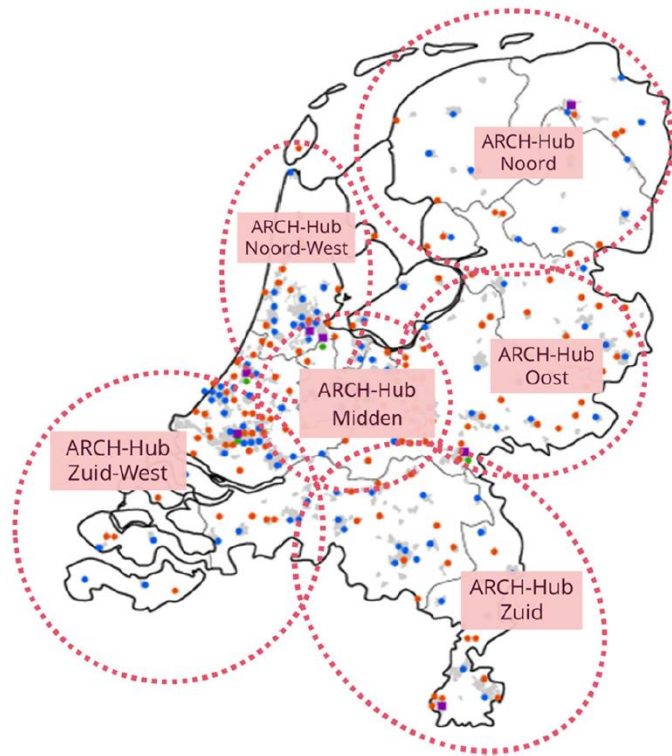 ARCH-Hub
Noord
ARCH-Hub
Noord-West
ARCH-Hub
Oost
ARCH-Hub
Midden
ARCH-Hub
Zuid-West
ARCH-Hub
Zuid